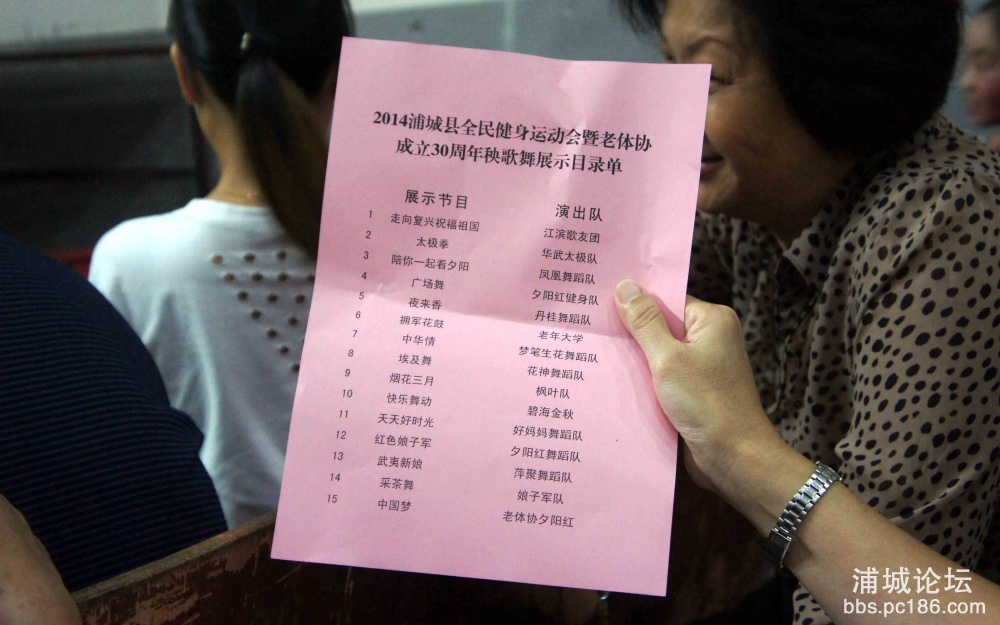 2014浦城县全民健身运动会暨老体协
成立30周年秧歌舞展示目录单
展示节目 演出队
1 走向复兴祝福祖国 江滨歌友团
2 太极拳 华武太极队
3 陪你一起看夕阳 凤凰舞蹈队
4 广场舞 夕阳红健身队
5 夜来香 丹桂舞蹈队
6 拥军花鼓 老年大学
7 中华情 梦笔生花舞蹈队
8 埃及舞 花神舞蹈队
9 烟花三月 枫叶队
10 快乐舞动 碧海金秋
11 天天好时光 好妈妈舞蹈队
12 红色娘子军 夕阳红舞蹈队
13 武夷新娘 萍聚舞蹈队
14 采茶舞 娘子军队
15 中国梦 老体协夕阳红
浦城论坛
bbs.pc186.com